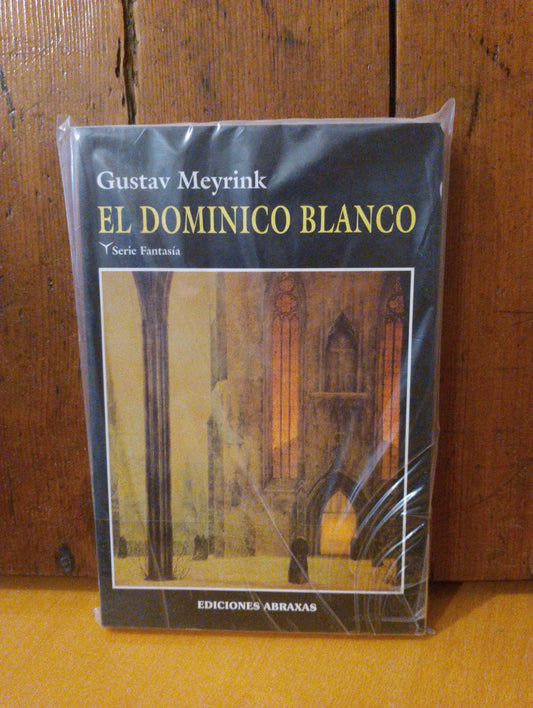 Gustav Meyrink
EL DOMINICO BLANCO
Serie Fantasía
EDICIONES ABRAXAS